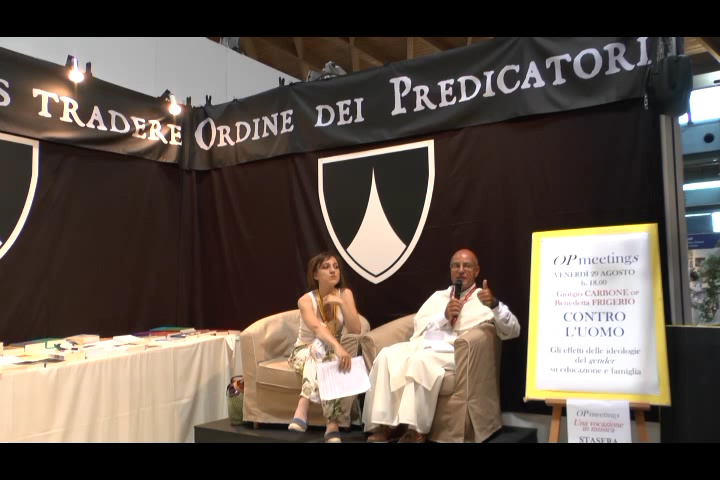 S TRADERE
ORDINE DEI PREDICATORI
OP meetings
VENERDÌ 29 AGOSTO
h. 18.00
Giorgio CARBONE OP
Benedetta FRIGERIO
CONTRO
L'UOMO
Gli effetti delle ideologie
del gender
su educazione e famiglia
OP meetings
Una vocazione
in musica
STASERA